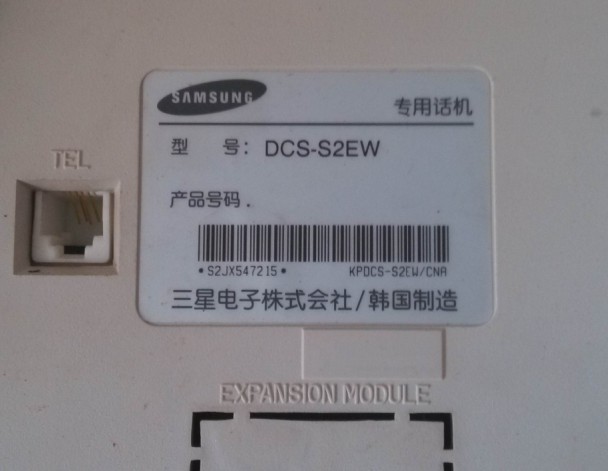 SAMSUNG
专用话机
TEL
型 号: DCS-S2EW
产品号码.
*S2JX547215* KPDCS-S2EW/CNA
三星电子株式会社/韩国制造
EXPANSION MODULE